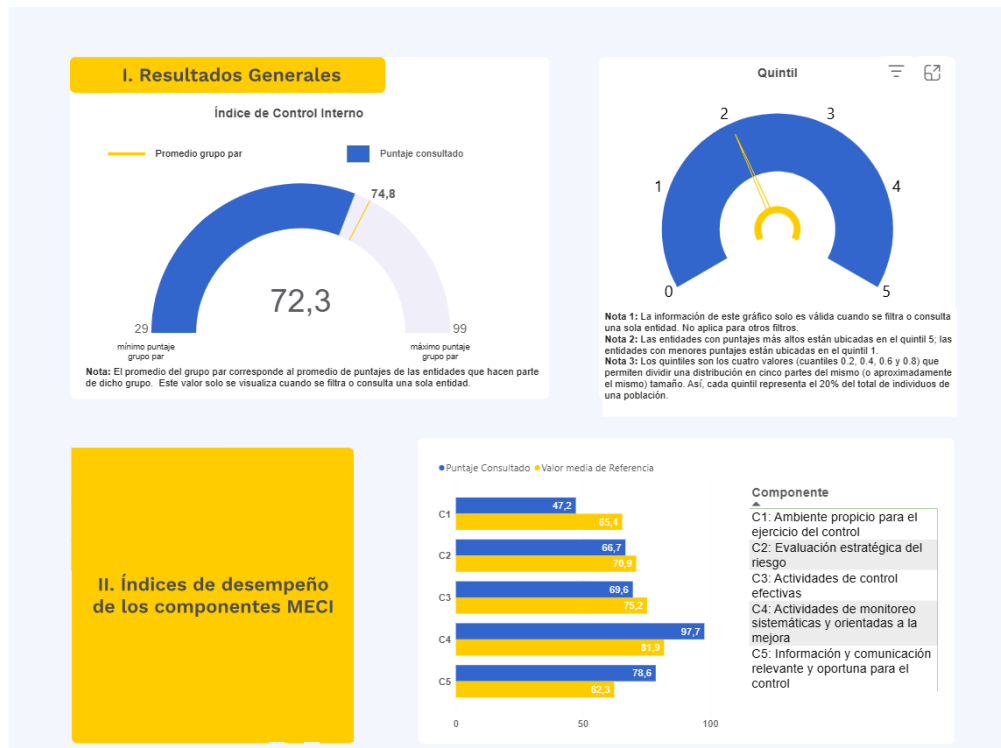 I. Resultados Generales
Índice de Control Interno
Promedio grupo par
Puntaje consultado
74,8
72,3
29
99
mínimo puntaje
grupo par
máximo puntaje
grupo par
Nota: El promedio del grupo par corresponde al promedio de puntajes de las entidades que hacen parte
de dicho grupo. Este valor solo se visualiza cuando se filtra o consulta una sola entidad.
Quintil
2
3
1
4
0
5
Nota 1: La información de este gráfico solo es válida cuando se filtra o consulta
una sola entidad. No aplica para otros filtros.
Nota 2: Las entidades con puntajes más altos están ubicadas en el quintil 5; las
entidades con menores puntajes están ubicadas en el quintil 1.
Nota 3: Los quintiles son los cuatro valores (cuantiles 0.2, 0.4, 0.6 y 0.8) que
permiten dividir una distribución en cinco partes del mismo (o aproximadamente
el mismo) tamaño. Así, cada quintil representa el 20% del total de individuos de
una población.
II. Índices de desempeño
de los componentes MECI
Puntaje Consultado Valor media de Referencia
C1
47,2
65,4
C2
66,7
70,9
C3
69,6
75,2
C4
97,7
81,9
C5
78,6
62,3
0
50
100
Componente
C1: Ambiente propicio para el
ejercicio del control
C2: Evaluación estratégica del
riesgo
C3: Actividades de control
efectivas
C4: Actividades de monitoreo
sistemáticas y orientadas a la
mejora
C5: Información y comunicación
relevante y oportuna para el
control